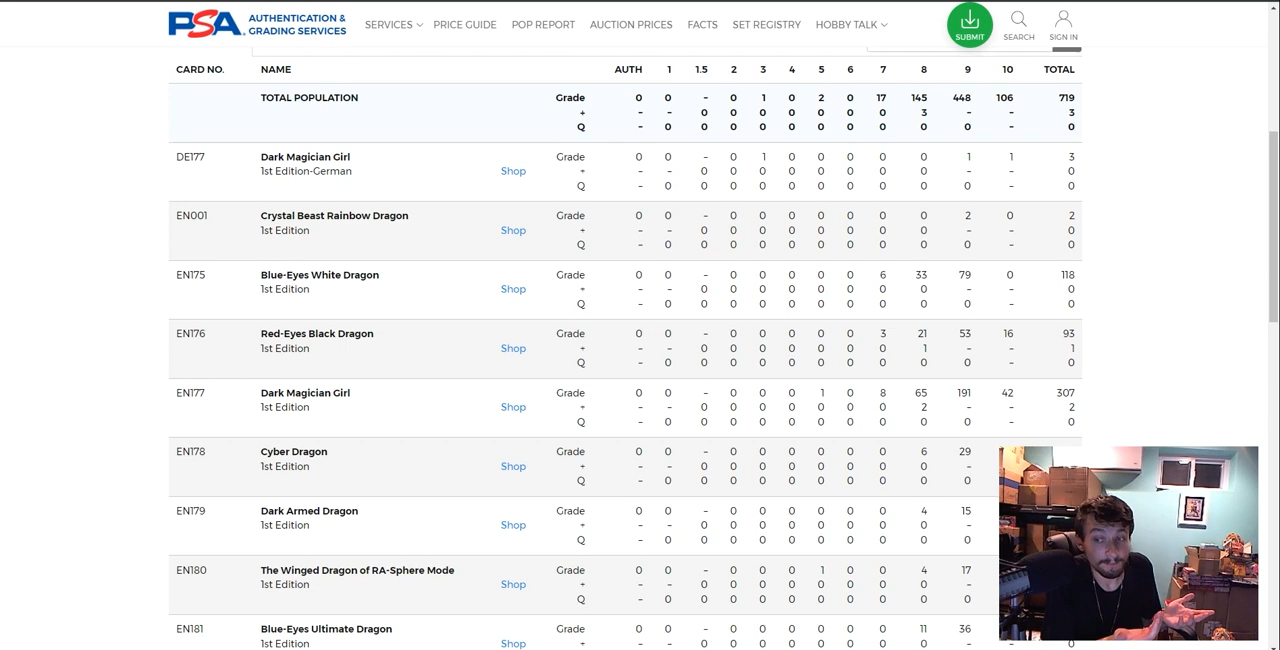 PSA AUTHENTICATION &
GRADING SERVICES
SERVICES PRICE GUIDE POP REPORT AUCTION PRICES FACTS SET REGISTRY HOBBY TALK SUBMIT SEARCH SIGN IN
CARD NO. NAME AUTH 1 1.5 2 3 4 5 6 7 8 9 10 TOTAL
TOTAL POPULATION Grade 0 0 - 0 1 0 2 0 17 145 448 106 719
+ - - 0 0 0 0 0 0 0 3 - - 3
Q - 0 0 0 0 0 0 0 0 0 0 - 0
DE177 Dark Magician Girl Grade 0 0 - 0 1 0 0 0 0 0 1 1 3
1st Edition-German Shop + - - 0 0 0 0 0 0 0 0 - - 0
Q - 0 0 0 0 0 0 0 0 0 0 - 0
EN001 Crystal Beast Rainbow Dragon Grade 0 0 - 0 0 0 0 0 0 0 2 0 2
1st Edition Shop + - - 0 0 0 0 0 0 0 0 - - 0
Q - 0 0 0 0 0 0 0 0 0 0 - 0
EN175 Blue-Eyes White Dragon Grade 0 0 - 0 0 0 0 0 6 33 79 0 118
1st Edition Shop + - - 0 0 0 0 0 0 0 0 - - 0
Q - 0 0 0 0 0 0 0 0 0 0 - 0
EN176 Red-Eyes Black Dragon Grade 0 0 - 0 0 0 0 0 3 21 53 16 93
1st Edition Shop + - - 0 0 0 0 0 0 0 1 - - 1
Q - 0 0 0 0 0 0 0 0 0 0 - 0
EN177 Dark Magician Girl Grade 0 0 - 0 0 0 1 0 8 65 191 42 307
1st Edition Shop + - - 0 0 0 0 0 0 0 2 - - 2
Q - 0 0 0 0 0 0 0 0 0 0 - 0
EN178 Cyber Dragon Grade 0 0 - 0 0 0 0 0 0 6 29
1st Edition Shop + - - 0 0 0 0 0 0 0 0 -
Q - 0 0 0 0 0 0 0 0 0 0
EN179 Dark Armed Dragon Grade 0 0 - 0 0 0 0 0 0 4 15
1st Edition Shop + - - 0 0 0 0 0 0 0 0 -
Q - 0 0 0 0 0 0 0 0 0 0
EN180 The Winged Dragon of RA-Sphere Mode Grade 0 0 - 0 0 0 1 0 0 4 17
1st Edition Shop + - - 0 0 0 0 0 0 0 0 -
Q - 0 0 0 0 0 0 0 0 0 0
EN181 Blue-Eyes Ultimate Dragon Grade 0 0 - 0 0 0 0 0 0 11 36
1st Edition Shop + - - 0 0 0 0 0 0 0 0 - 0